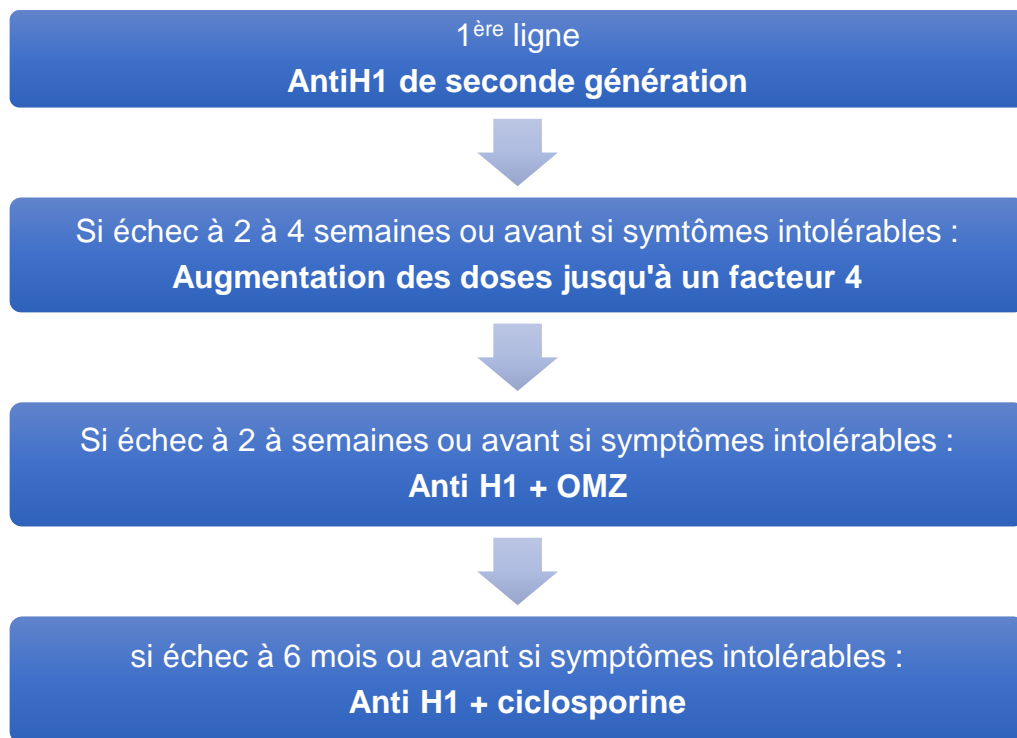 1ère ligne
AntiH1 de seconde génération
Si échec à 2 à 4 semaines ou avant si symtômes intolérables :
Augmentation des doses jusqu'à un facteur 4
Si échec à 2 à semaines ou avant si symptômes intolérables :
Anti H1 + OMZ
si échec à 6 mois ou avant si symptômes intolérables :
Anti H1 + ciclosporine